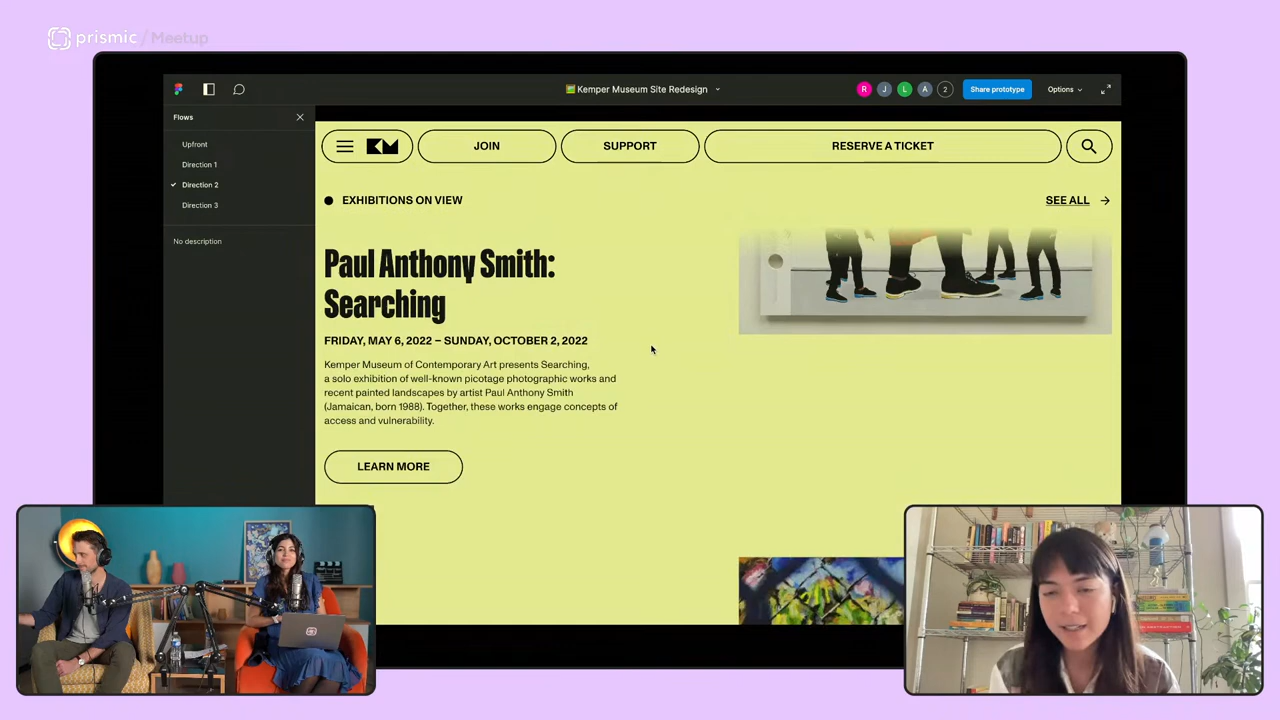 prismic / Meetup
Kemper Museum Site Redesign
R J L A 2
Share prototype
Options
Flows
Upfront
Direction 1
Direction 2
Direction 3
No description
KM
JOIN
SUPPORT
RESERVE A TICKET
EXHIBITIONS ON VIEW
SEE ALL
Paul Anthony Smith:
Searching
FRIDAY, MAY 6, 2022 – SUNDAY, OCTOBER 2, 2022
Kemper Museum of Contemporary Art presents Searching,
a solo exhibition of well-known picotage photographic works and
recent painted landscapes by artist Paul Anthony Smith
(Jamaican, born 1988). Together, these works engage concepts of
access and vulnerability.
LEARN MORE